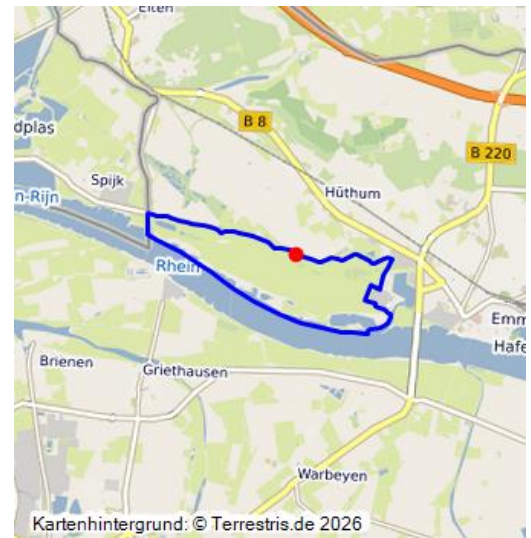 Elten
B 8
dplas
B 220
Spijk
Hüthum
n-Rijn
Rhein
Emm
Hafe
Brienen
Griethausen
Warbeyen
Kartenhintergrund: © Terrestris.de 2026